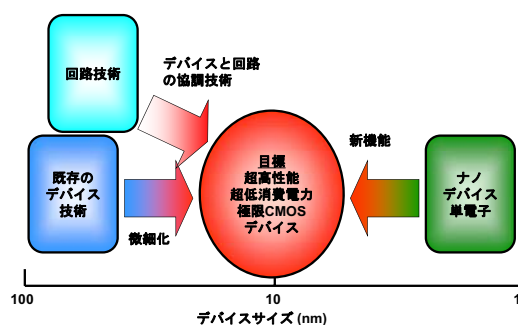 回路技術
デバイスと回路
の協調技術
既存の
デバイス
技術
微細化
目標
超高性能
超低消費電力
極限CMOS
デバイス
新機能
ナノ
デバイス
単電子
100
10
1
デバイスサイズ (nm)